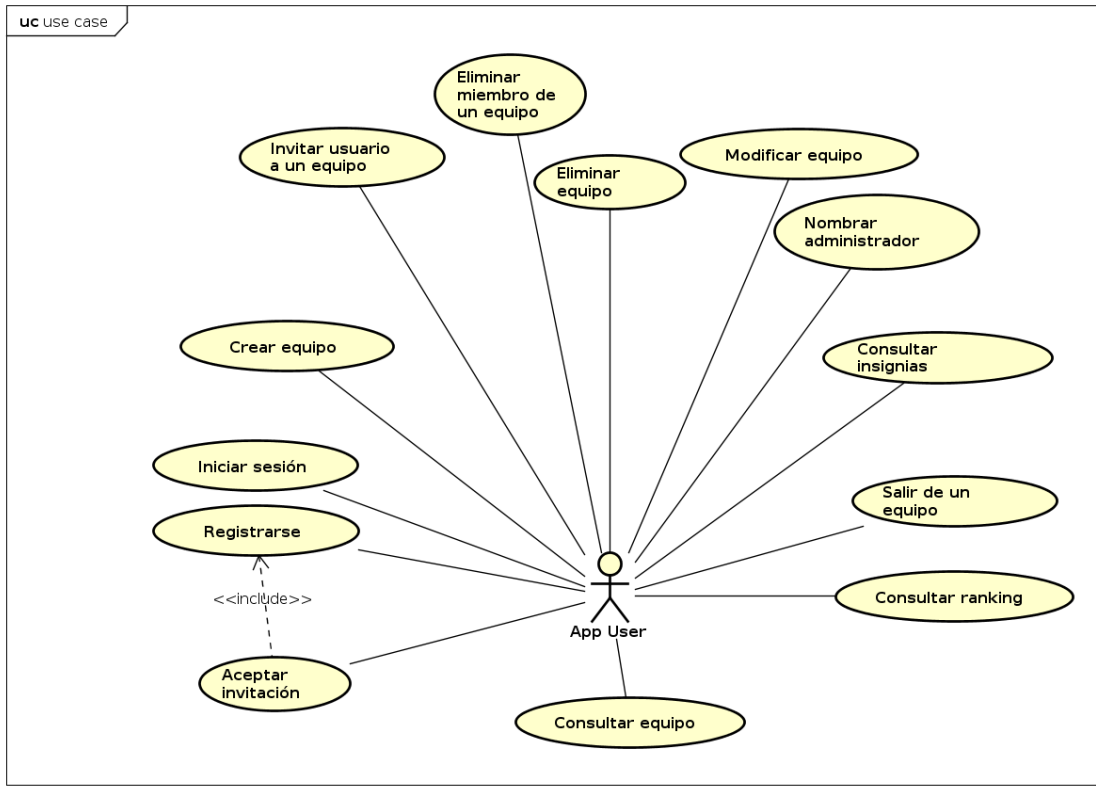 uc use case
Eliminar
miembro de
un equipo
Invitar usuario
a un equipo
Eliminar
equipo
Modificar equipo
Nombrar
administrador
Crear equipo
Consultar
insignias
Iniciar sesión
Registrarse
Salir de un
equipo
<<include>>
Consultar ranking
App User
Aceptar
invitación
Consultar equipo